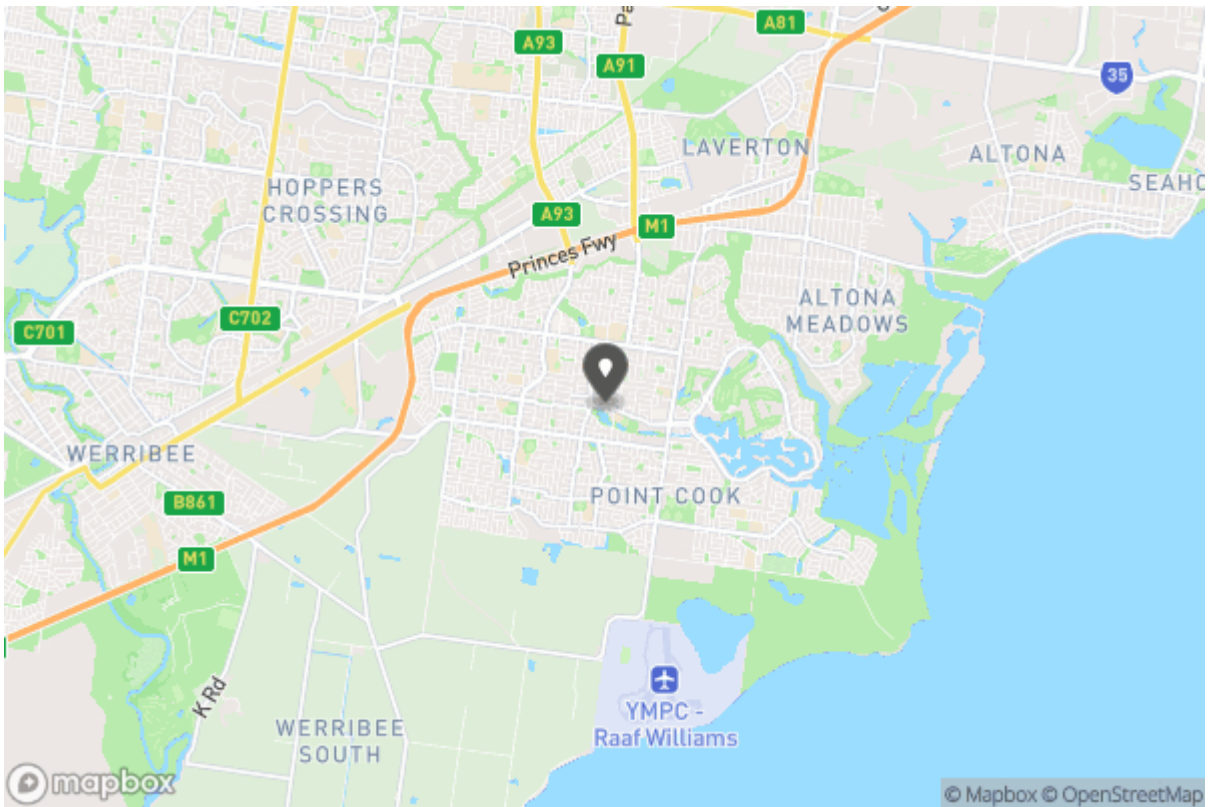 A81
A93
Pa
A91
35
LAVERTON
ALTONA
SEAHO
HOPPERS
CROSSING
A93
M1
Princes Fwy
ALTONA
MEADOWS
C702
C701
WERRIBEE
B861
POINT COOK
M1
K Rd
YMPC -
Raaf Williams
WERRIBEE
SOUTH
mapbox
© Mapbox © OpenStreetMap